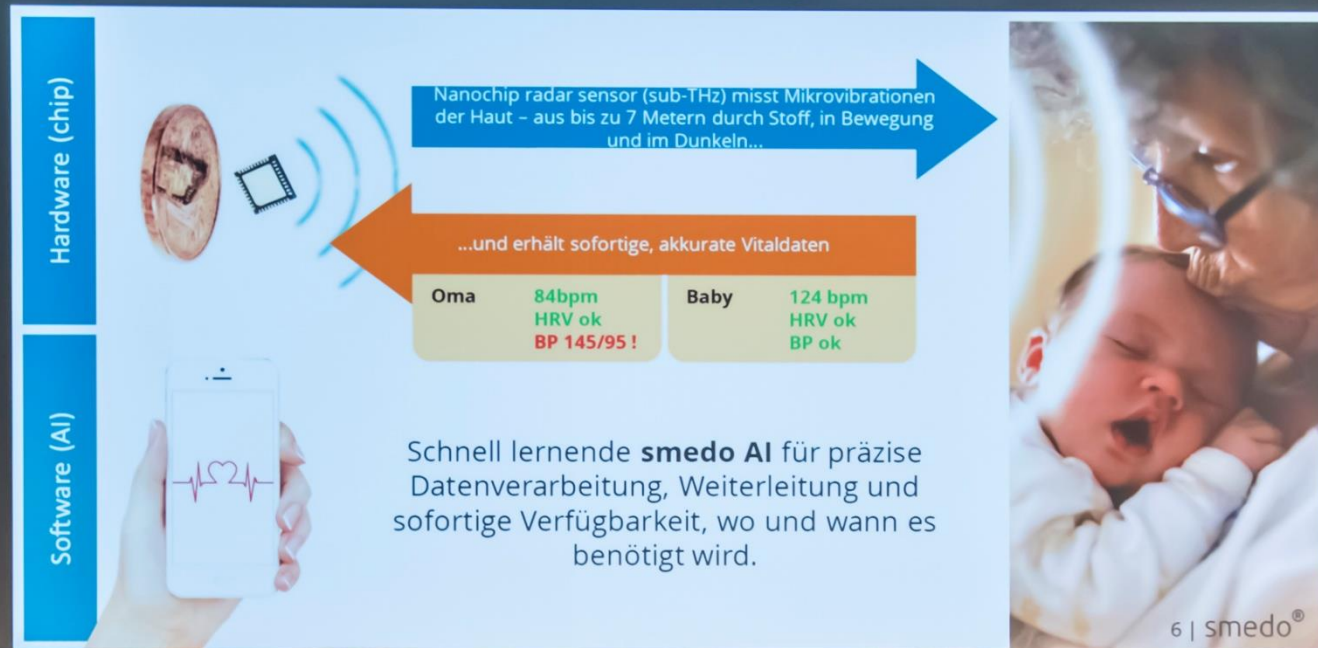 Hardware (chip)
Nanochip radar sensor (sub-THz) misst Mikrovibrationen
der Haut – aus bis zu 7 Metern durch Stoff, in Bewegung
und im Dunkeln...
...und erhält sofortige, akkurate Vitaldaten
Oma
84bpm
HRV ok
BP 145/95 !
Baby
124 bpm
HRV ok
BP ok
Software (AI)
Schnell lernende smedo AI für präzise
Datenverarbeitung, Weiterleitung und
sofortige Verfügbarkeit, wo und wann es
benötigt wird.
6 | smedo®